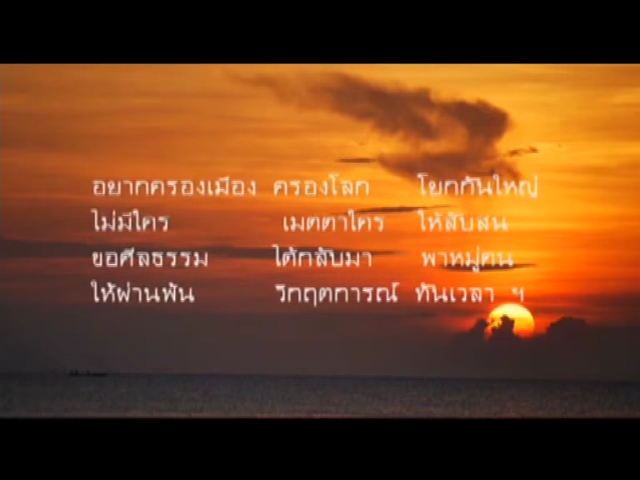 อยากครองเมือง ครองโลก โยกกันใหญ่
ไม่มีใคร เมตตาใคร ให้สับสน
ขอศีลธรรม ได้กลับมา พาหมู่ฅน
ให้ผ่านพ้น วิกฤตการณ์ ทันเวลา ฯ